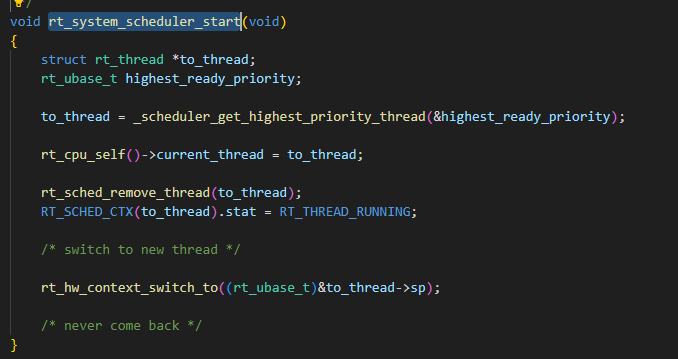 */
void rt_system_scheduler_start(void)
{
    struct rt_thread *to_thread;
    rt_ubase_t highest_ready_priority;

    to_thread = _scheduler_get_highest_priority_thread(&highest_ready_priority);

    rt_cpu_self()->current_thread = to_thread;

    rt_sched_remove_thread(to_thread);
    RT_SCHED_CTX(to_thread).stat = RT_THREAD_RUNNING;

    /* switch to new thread */

    rt_hw_context_switch_to((rt_ubase_t)&to_thread->sp);

    /* never come back */
}